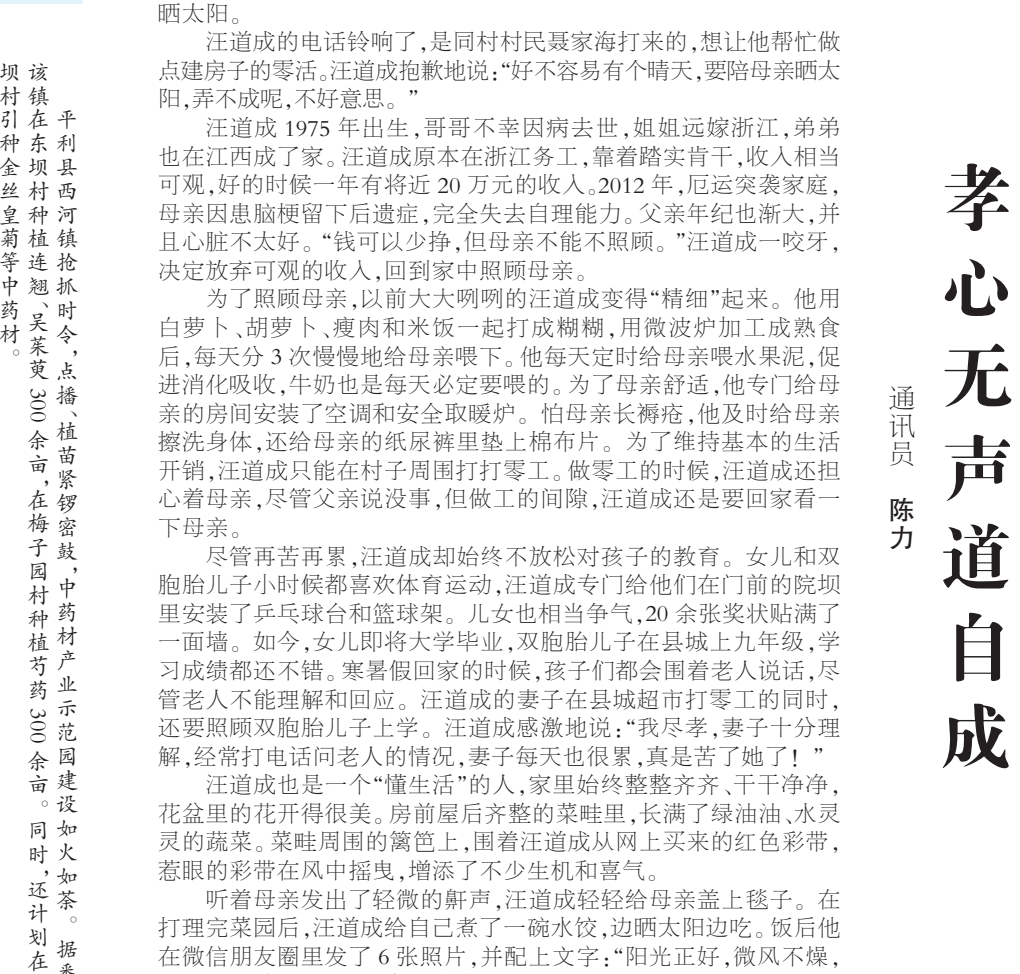 孝心无声道自成
通讯员 陈力
晒太阳。
汪道成的电话铃响了,是同村村民聂家海打来的,想让他帮忙做
点建房子的零活。汪道成抱歉地说:“好不容易有个晴天,要陪母亲晒太
阳,弄不成呢,不好意思。”
汪道成 1975 年出生,哥哥不幸因病去世,姐姐远嫁浙江,弟弟
也在江西成了家。汪道成原本在浙江务工,靠着踏实肯干,收入相当
可观,好的时候一年有将近 20 万元的收入。2012 年,厄运突袭家庭,
母亲因患脑梗留下后遗症,完全失去自理能力。父亲年纪也渐大,并
且心脏不太好。“钱可以少挣,但母亲不能不照顾。”汪道成一咬牙,
决定放弃可观的收入,回到家中照顾母亲。
为了照顾母亲,以前大大咧咧的汪道成变得“精细”起来。他用
白萝卜、胡萝卜、瘦肉和米饭一起打成糊糊,用微波炉加工成熟食
后,每天分 3 次慢慢地给母亲喂下。他每天定时给母亲喂水果泥,促
进消化吸收,牛奶也是每天必定要喂的。为了母亲舒适,他专门给母
亲的房间安装了空调和安全取暖炉。怕母亲长褥疮,他及时给母亲
擦洗身体,还给母亲的纸尿裤里垫上棉布片。为了维持基本的生活
开销,汪道成只能在村子周围打打零工。做零工的时候,汪道成还担
心着母亲,尽管父亲说没事,但做工的间隙,汪道成还是要回家看一
下母亲。
尽管再苦再累,汪道成却始终不放松对孩子的教育。女儿和双
胞胎儿子小时候都喜欢体育运动,汪道成专门给他们在门前的院坝
里安装了乒乓球台和篮球架。儿女也相当争气,20 余张奖状贴满了
一面墙。如今,女儿即将大学毕业,双胞胎儿子在县城上九年级,学
习成绩都还不错。寒暑假回家的时候,孩子们都会围着老人说话,尽
管老人不能理解和回应。汪道成的妻子在县城超市打零工的同时,
还要照顾双胞胎儿子上学。汪道成感激地说:“我尽孝,妻子十分理
解,经常打电话问老人的情况,妻子每天也很累,真是苦了她了!”
汪道成也是一个“懂生活”的人,家里始终整整齐齐、干干净净,
花盆里的花开得很美。房前屋后齐整的菜畦里,长满了绿油油、水灵
灵的蔬菜。菜畦周围的篱笆上,围着汪道成从网上买来的红色彩带,
惹眼的彩带在风中摇曳,增添了不少生机和喜气。
听着母亲发出了轻微的鼾声,汪道成轻轻给母亲盖上毯子。在
打理完菜园后,汪道成给自己煮了一碗水饺,边晒太阳边吃。饭后他
在微信朋友圈里发了 6 张照片,并配上文字:“阳光正好,微风不燥,
平利县西河镇抢抓时令,点播、植苗紧锣密鼓,中药材产业示范园建设如火如荼。据悉
该镇在东坝村种植连翘、吴茱萸 300 余亩,在梅子园村种植芍药 300 余亩。同时,还计划在
坝村引种金丝皇菊等中药材。